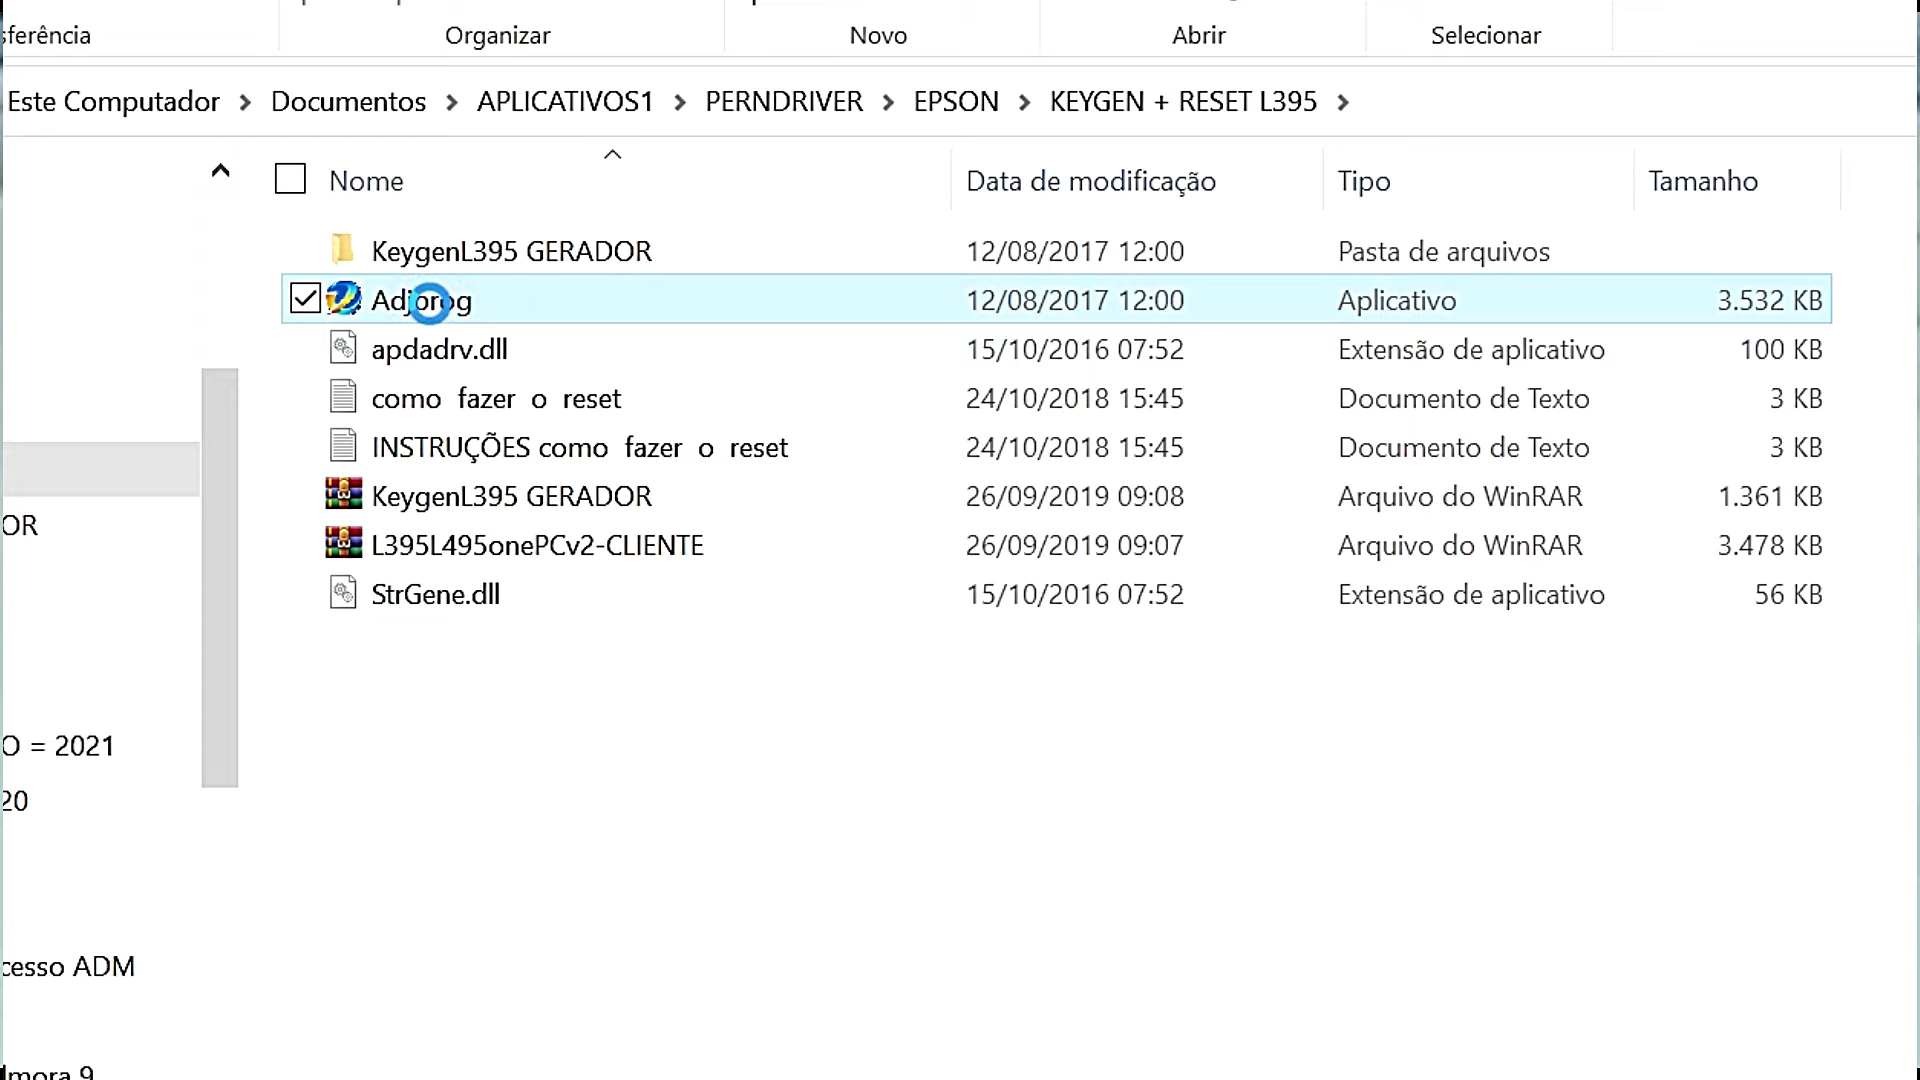 sferência Organizar Novo Abrir Selecionar
Este Computador > Documentos > APLICATIVOS1 > PERNDRIVER > EPSON > KEYGEN + RESET L395 >
Nome Data de modificação Tipo Tamanho
KeygenL395 GERADOR 12/08/2017 12:00 Pasta de arquivos
Adjprog 12/08/2017 12:00 Aplicativo 3.532 KB
apdadrv.dll 15/10/2016 07:52 Extensão de aplicativo 100 KB
como fazer o reset 24/10/2018 15:45 Documento de Texto 3 KB
INSTRUÇÕES como fazer o reset 24/10/2018 15:45 Documento de Texto 3 KB
KeygenL395 GERADOR 26/09/2019 09:08 Arquivo do WinRAR 1.361 KB
OR
L395L495onePCv2-CLIENTE 26/09/2019 09:07 Arquivo do WinRAR 3.478 KB
StrGene.dll 15/10/2016 07:52 Extensão de aplicativo 56 KB
O = 2021
20
cesso ADM
lmora 9